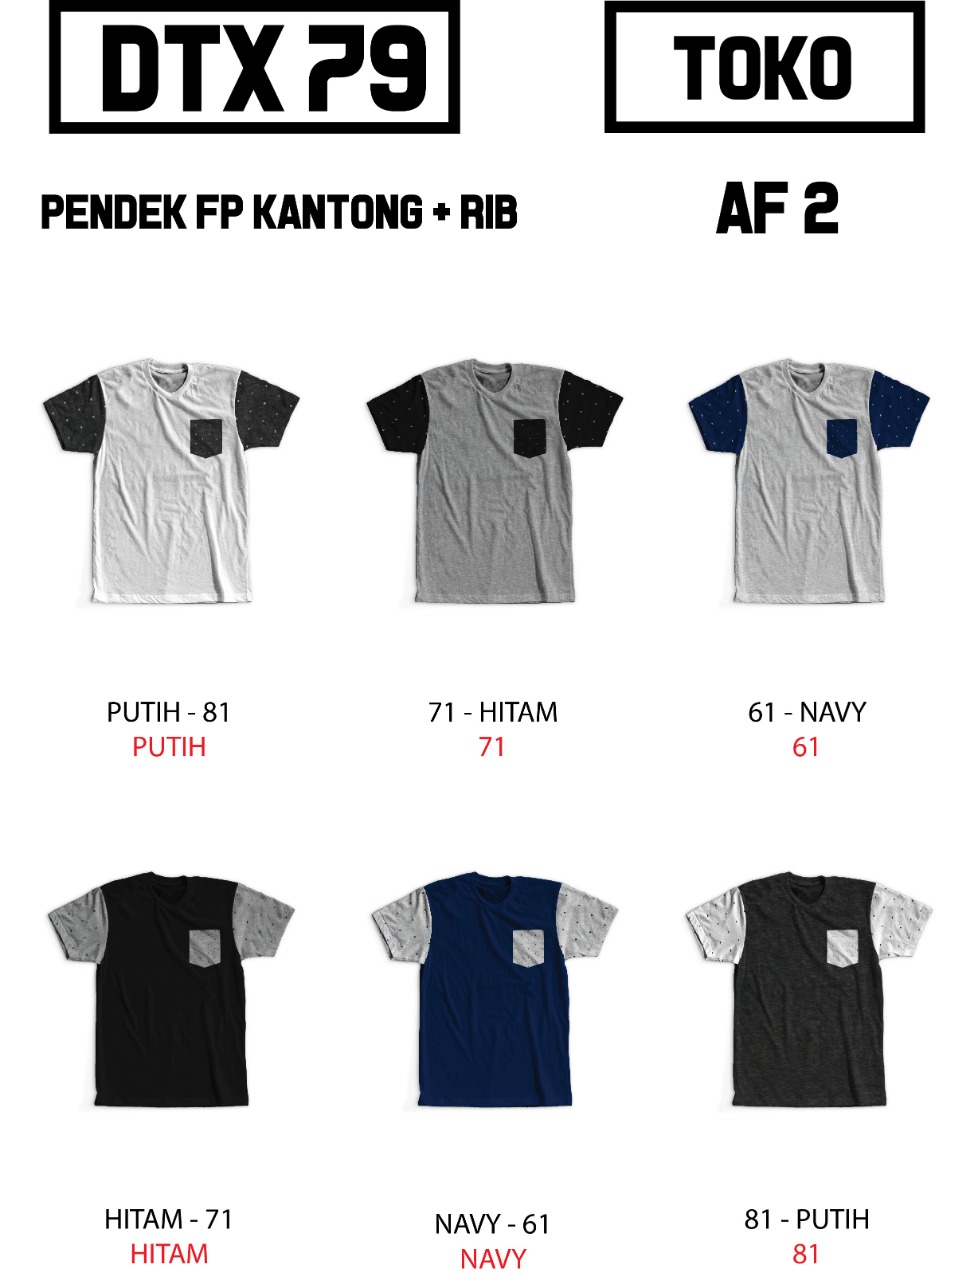 DTX 79
TOKO
PENDEK FP KANTONG + RIB
AF 2
PUTIH - 81
PUTIH
71 - HITAM
71
61 - NAVY
61
HITAM - 71
HITAM
NAVY - 61
NAVY
81 - PUTIH
81